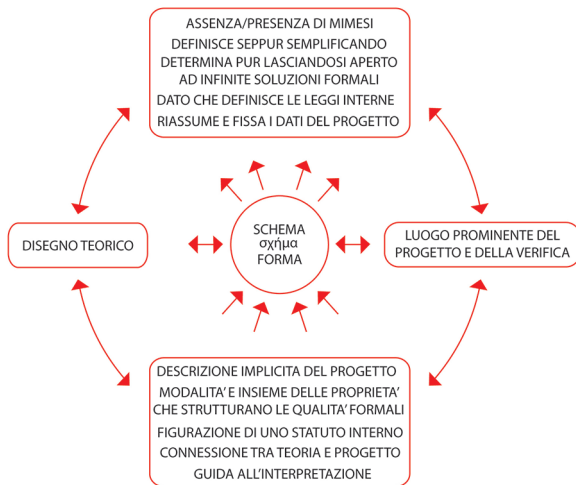 ASSENZA/PRESENZA DI MIMESI
DEFINISCE SEPPUR SEMPLIFICANDO
DETERMINA PUR LASCIANDOSI APERTO
AD INFINITE SOLUZIONI FORMALI
DATO CHE DEFINISCE LE LEGGI INTERNE
RIASSUME E FISSA I DATI DEL PROGETTO
DISEGNO TEORICO
SCHEMA
σχήμα
FORMA
LUOGO PROMINENTE DEL
PROGETTO E DELLA VERIFICA
DESCRIZIONE IMPLICITA DEL PROGETTO
MODALITA' E INSIEME DELLE PROPRIETA'
CHE STRUTTURANO LE QUALITA' FORMALI
FIGURAZIONE DI UNO STATUTO INTERNO
CONNESSIONE TRA TEORIA E PROGETTO
GUIDA ALL'INTERPRETAZIONE